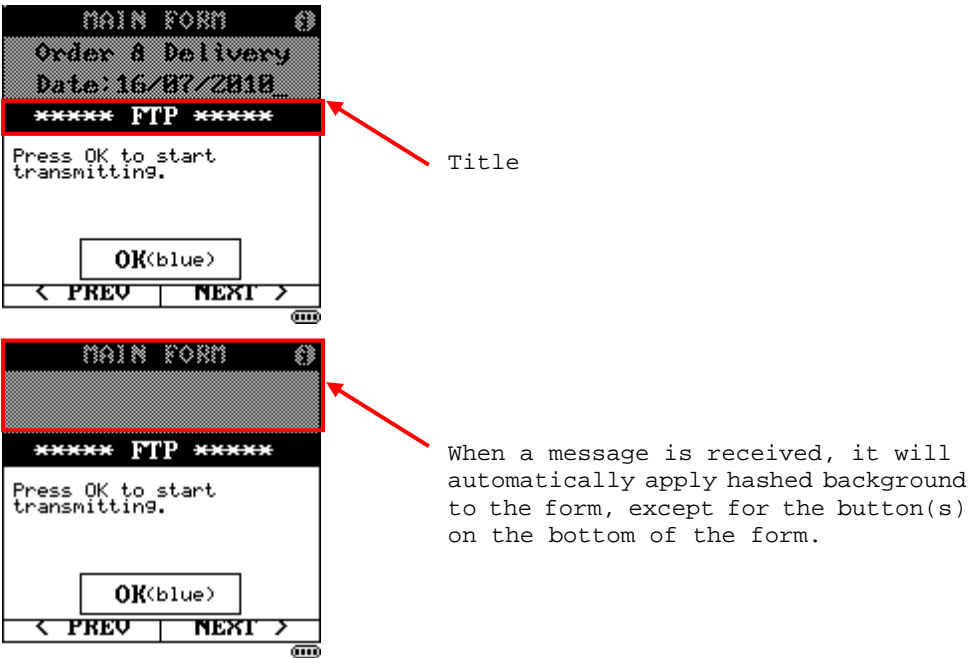 MAIN FORM
Order & Delivery
Date:16/07/2010_
***** FTP *****
Press OK to start
transmitting.
OK(blue)
< PREV | NEXT >
Title
MAIN FORM
***** FTP *****
Press OK to start
transmitting.
OK(blue)
< PREV | NEXT >
When a message is received, it will
automatically apply hashed background
to the form, except for the button(s)
on the bottom of the form.